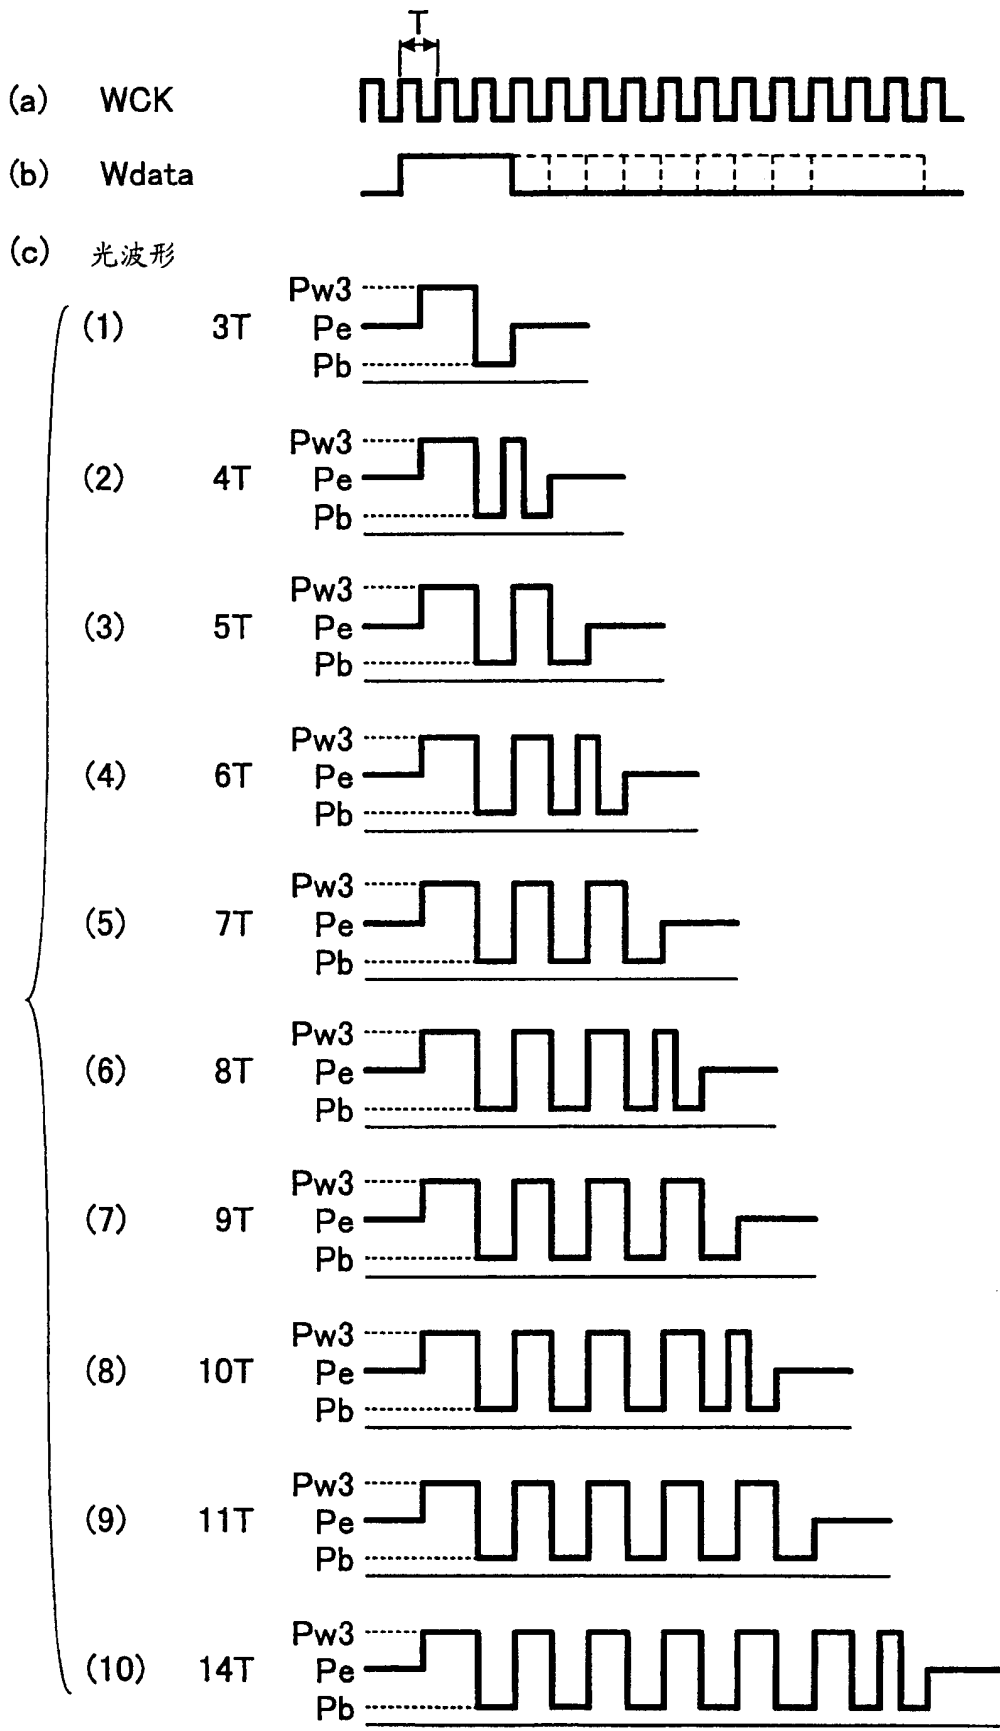 T
(a) WCK
(b) Wdata
(c) 光波形
Pw3
(1) 3T Pe
Pb
Pw3
(2) 4T Pe
Pb
Pw3
(3) 5T Pe
Pb
Pw3
(4) 6T Pe
Pb
Pw3
(5) 7T Pe
Pb
Pw3
(6) 8T Pe
Pb
Pw3
(7) 9T Pe
Pb
Pw3
(8) 10T Pe
Pb
Pw3
(9) 11T Pe
Pb
Pw3
(10) 14T Pe
Pb